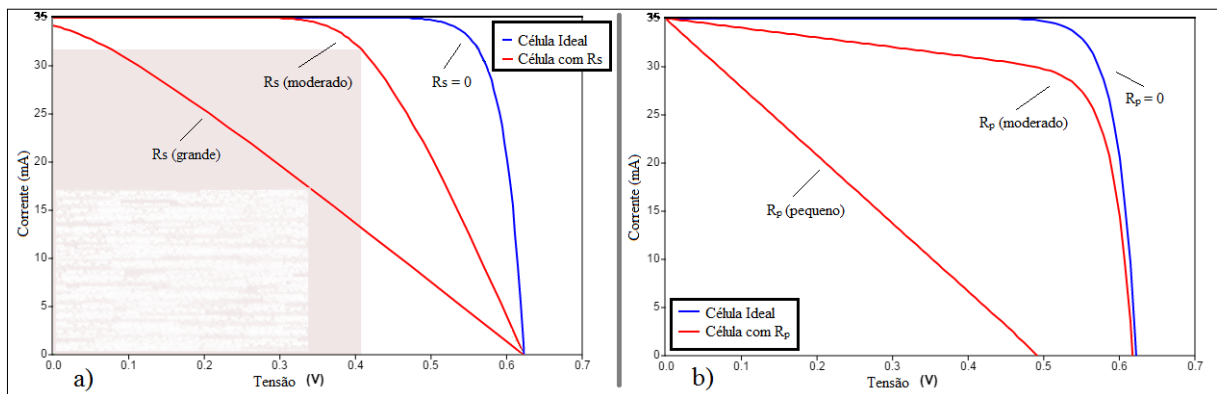 35
30
25
20
15
10
5
0
Corrente (mA)
0.0 0.1 0.2 0.3 0.4 0.5 0.6 0.7
Tensão (V)
a)
Célula Ideal
Célula com Rs
Rs (moderado)
Rs = 0
Rs (grande)
35
30
25
20
15
10
5
0
Corrente (mA)
0.0 0.1 0.2 0.3 0.4 0.5 0.6 0.7
Tensão (V)
b)
Rₚ = 0
Rₚ (moderado)
Rₚ (pequeno)
Célula Ideal
Célula com Rₚ